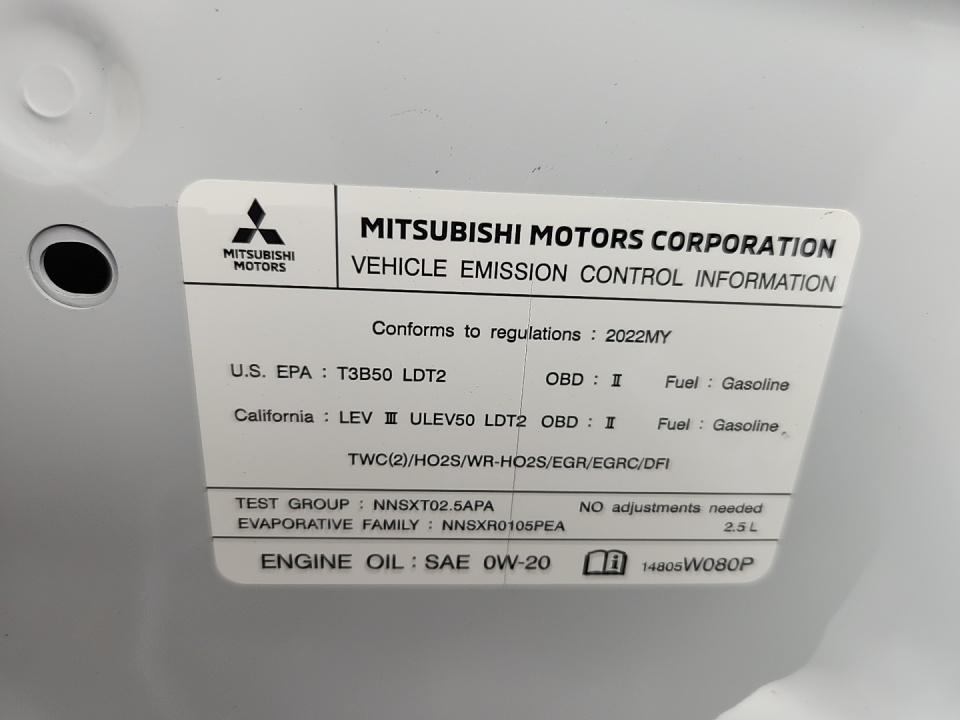 MITSUBISHI
MOTORS
MITSUBISHI MOTORS CORPORATION
VEHICLE EMISSION CONTROL INFORMATION
Conforms to regulations : 2022MY
U.S. EPA : T3B50 LDT2 OBD : Ⅱ Fuel : Gasoline
California : LEV Ⅲ ULEV50 LDT2 OBD : Ⅱ Fuel : Gasoline
TWC(2)/HO2S/WR-HO2S/EGR/EGRC/DFI
TEST GROUP : NNSXT02.5APA NO adjustments needed
EVAPORATIVE FAMILY : NNSXR0105PEA 2.5 L
ENGINE OIL : SAE 0W-20 14805W080P